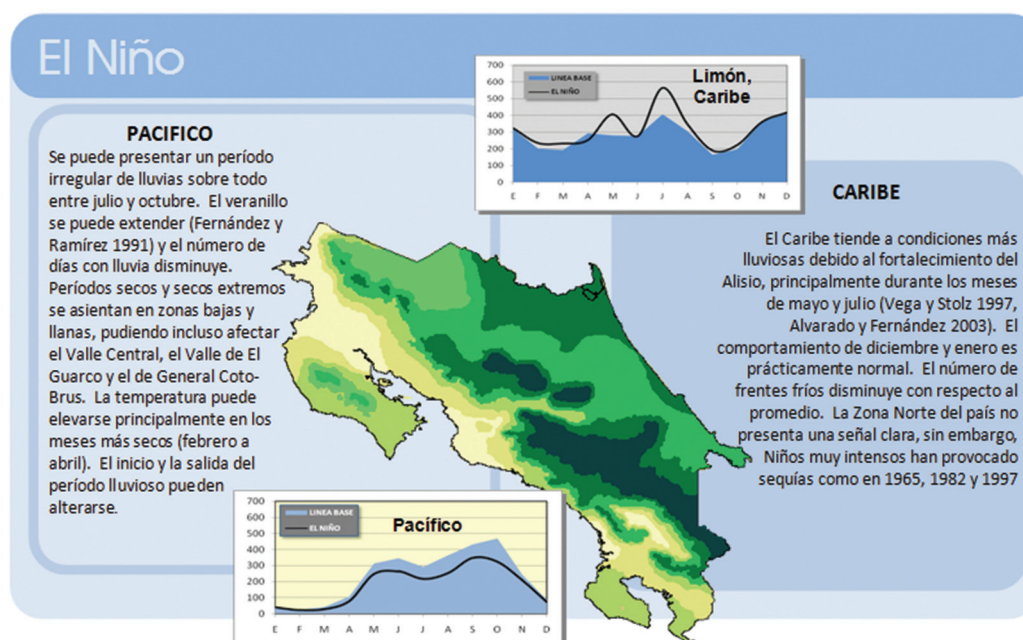 El Niño
PACIFICO
Se puede presentar un período
irregular de lluvias sobre todo
entre julio y octubre. El veranillo
se puede extender (Fernández y
Ramírez 1991) y el número de
días con lluvia disminuye.
Períodos secos y secos extremos
se asientan en zonas bajas y
llanas, pudiendo incluso afectar
el Valle Central, el Valle de El
Guarco y el de General Coto-
Brus. La temperatura puede
elevarse principalmente en los
meses más secos (febrero a
abril). El inicio y la salida del
período lluvioso pueden
alterarse.
Limón,
Caribe
LINEA BASE
EL NIÑO
700
600
500
400
300
200
100
0
E F M A M J J A S O N D
CARIBE
El Caribe tiende a condiciones más
lluviosas debido al fortalecimiento del
Alisio, principalmente durante los meses
de mayo y julio (Vega y Stolz 1997,
Alvarado y Fernández 2003). El
comportamiento de diciembre y enero es
prácticamente normal. El número de
frentes fríos disminuye con respecto al
promedio. La Zona Norte del país no
presenta una señal clara, sin embargo,
Niños muy intensos han provocado
sequías como en 1965, 1982 y 1997
Pacífico
LINEA BASE
EL NIÑO
700
600
500
400
300
200
100
0
E F M A M J J A S O N D